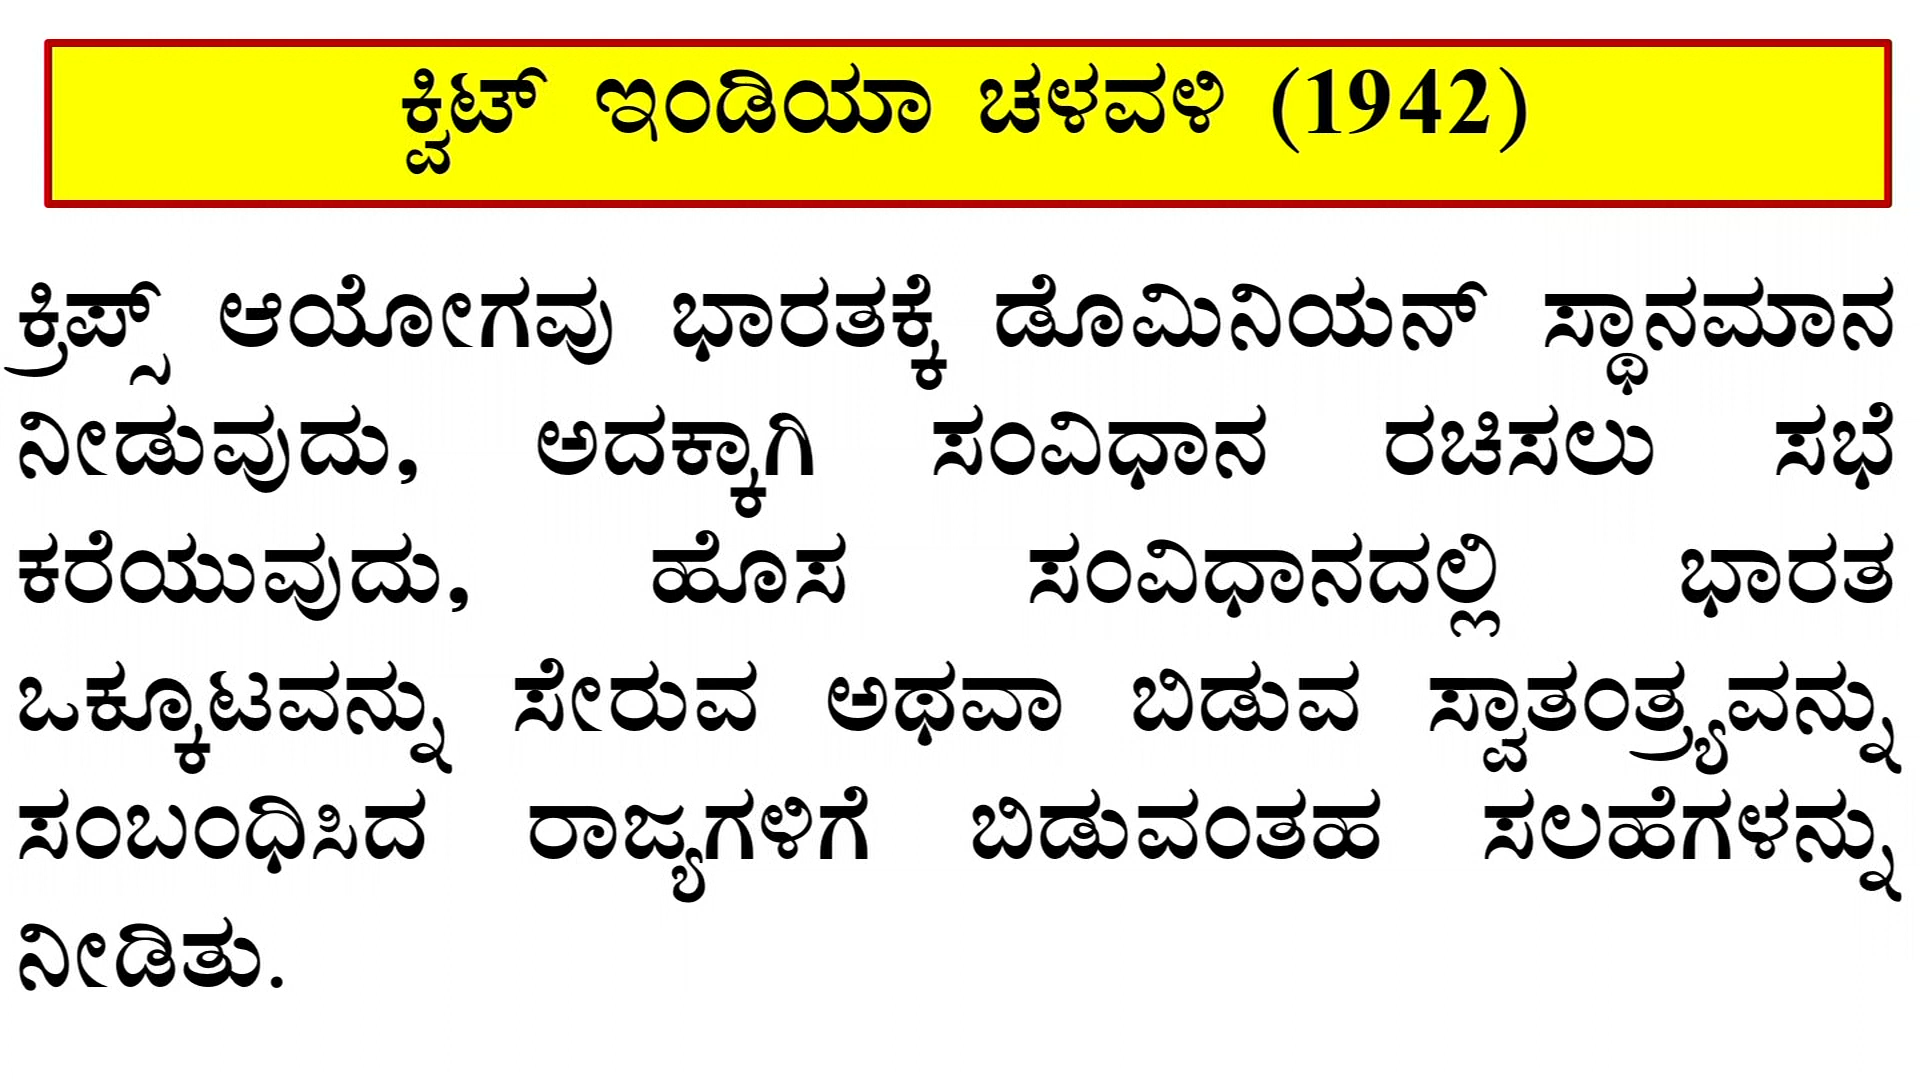 ಕ್ವಿಟ್ ಇಂಡಿಯಾ ಚಳವಳಿ (1942)
ಕ್ರಿಪ್ಸ್ ಆಯೋಗವು ಭಾರತಕ್ಕೆ ಡೊಮಿನಿಯನ್ ಸ್ಥಾನಮಾನ
ನೀಡುವುದು, ಅದಕ್ಕಾಗಿ ಸಂವಿಧಾನ ರಚಿಸಲು ಸಭೆ
ಕರೆಯುವುದು, ಹೊಸ ಸಂವಿಧಾನದಲ್ಲಿ ಭಾರತ
ಒಕ್ಕೂಟವನ್ನು ಸೇರುವ ಅಥವಾ ಬಿಡುವ ಸ್ವಾತಂತ್ರ್ಯವನ್ನು
ಸಂಬಂಧಿಸಿದ ರಾಜ್ಯಗಳಿಗೆ ಬಿಡುವಂತಹ ಸಲಹೆಗಳನ್ನು
ನೀಡಿತು.